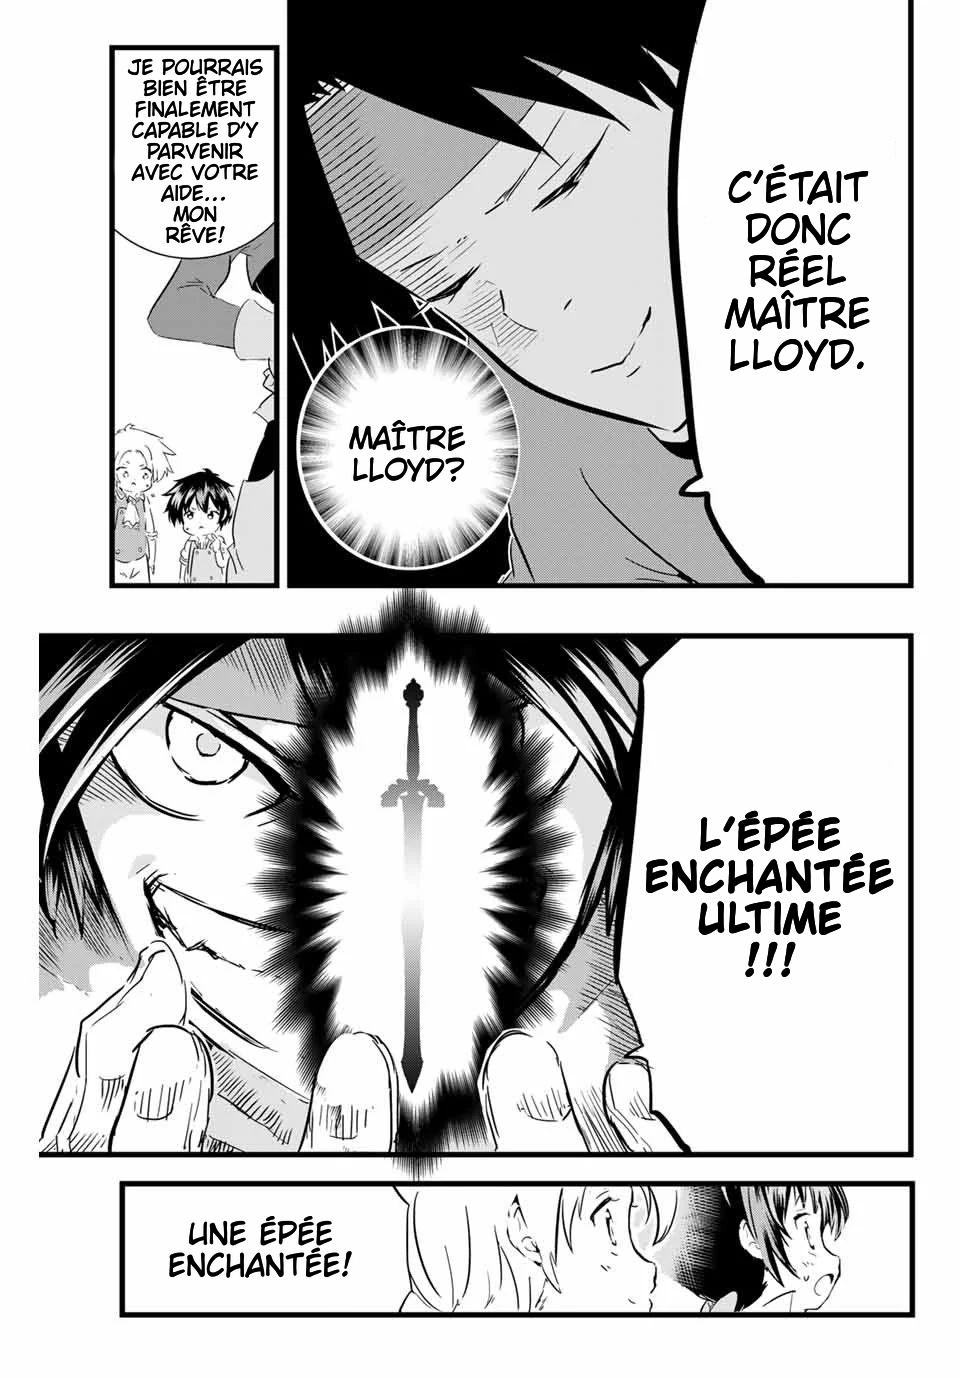 C'ÉTAIT
DONC
RÉEL
MAÎTRE
LLOYD.
MAÎTRE
LLOYD?
JE POURRAIS
BIEN ÊTRE
FINALEMENT
CAPABLE D'Y
PARVENIR
AVEC VOTRE
AIDE...
MON
RÊVE!
L'ÉPÉE
ENCHANTÉE
ULTIME
!!!
UNE ÉPÉE
ENCHANTÉE!